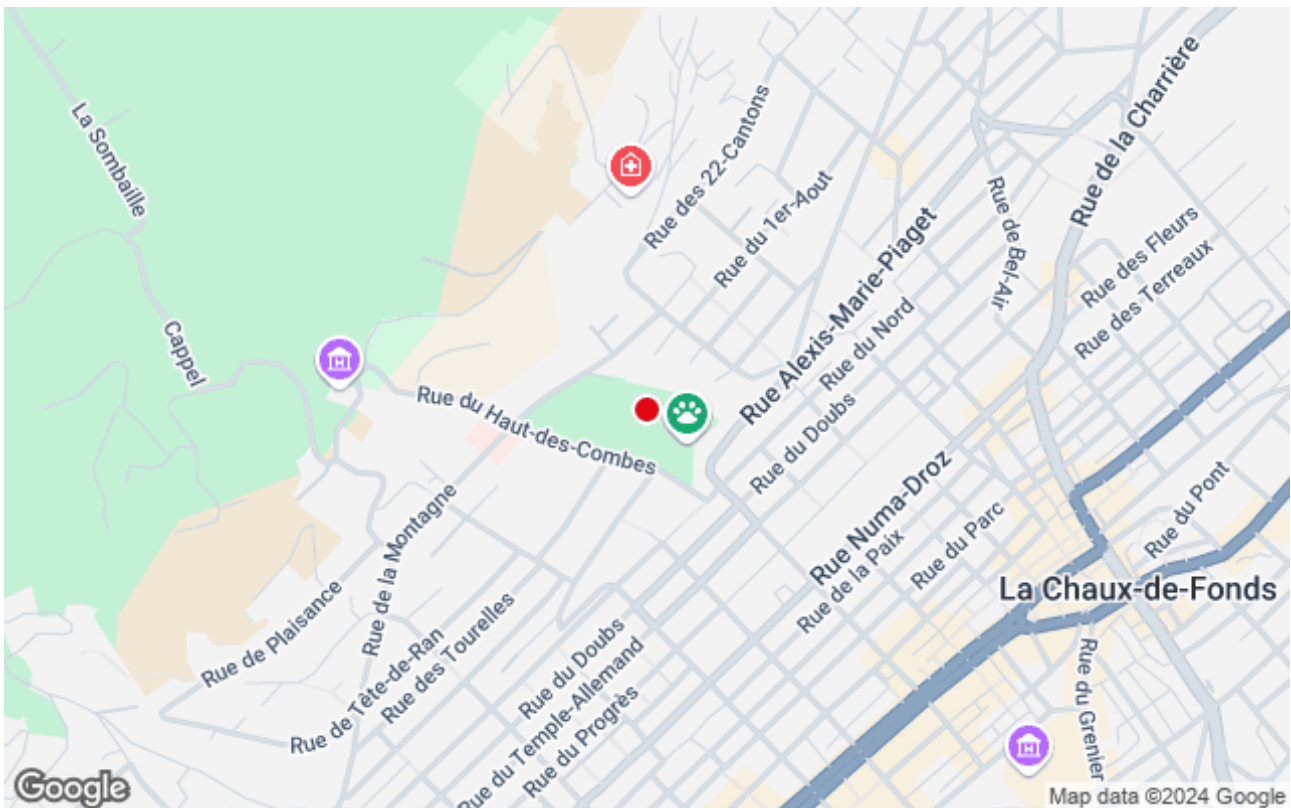 La Sombaille
Rue des 22-Cantons
Rue de la Charrière
Rue du 1er-Aout
Rue Alexis-Marie-Piaget
Rue de Bel-Air
Rue des Fleurs
Rue des Terreaux
Cappel
Rue du Nord
Rue du Haut-des-Combes
Rue du Doubs
Rue Numa-Droz
Rue du Pont
Rue du Parc
Rue de la Paix
La Chaux-de-Fonds
Rue de la Montagne
Rue de Plaisance
Rue de Tête-de-Ran
Rue des Tourelles
Rue du Doubs
Rue du Temple-Allemand
Rue du Progrès
Rue du Grenier
H
H
Google
Map data ©2024 Google